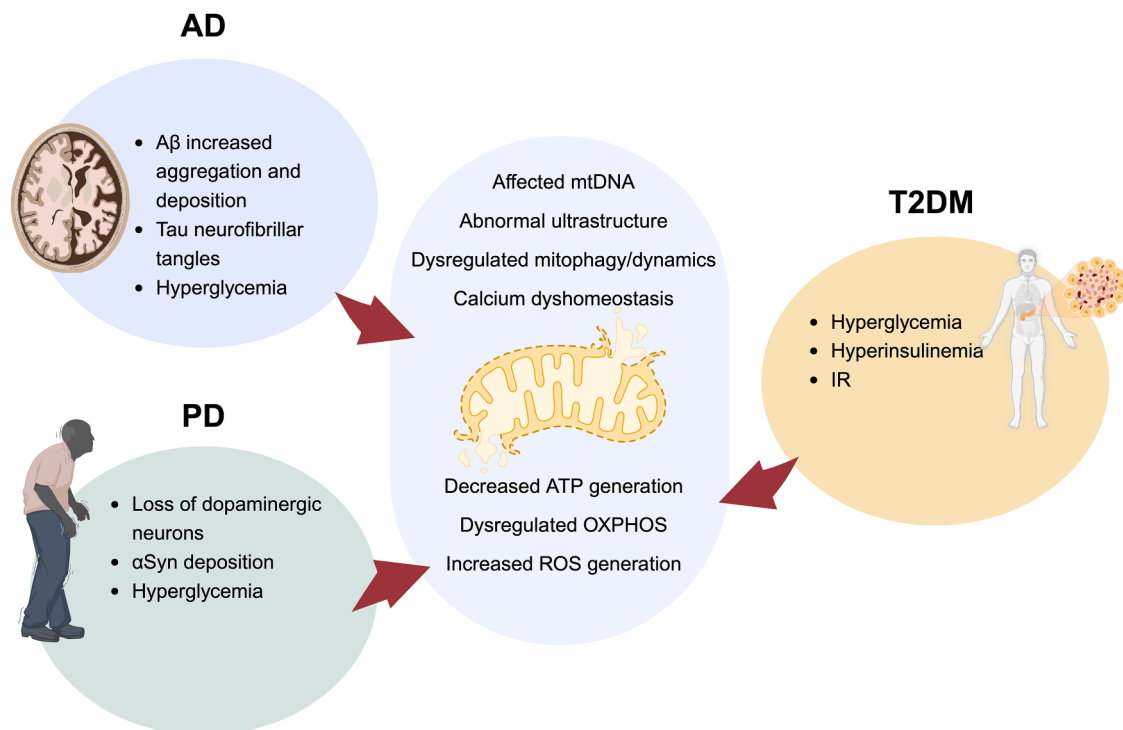 AD
• Aβ increased
aggregation and
deposition
• Tau neurofibrillar
tangles
• Hyperglycemia
PD
• Loss of dopaminergic
neurons
• αSyn deposition
• Hyperglycemia
Affected mtDNA
Abnormal ultrastructure
Dysregulated mitophagy/dynamics
Calcium dyshomeostasis
Decreased ATP generation
Dysregulated OXPHOS
Increased ROS generation
T2DM
• Hyperglycemia
• Hyperinsulinemia
• IR